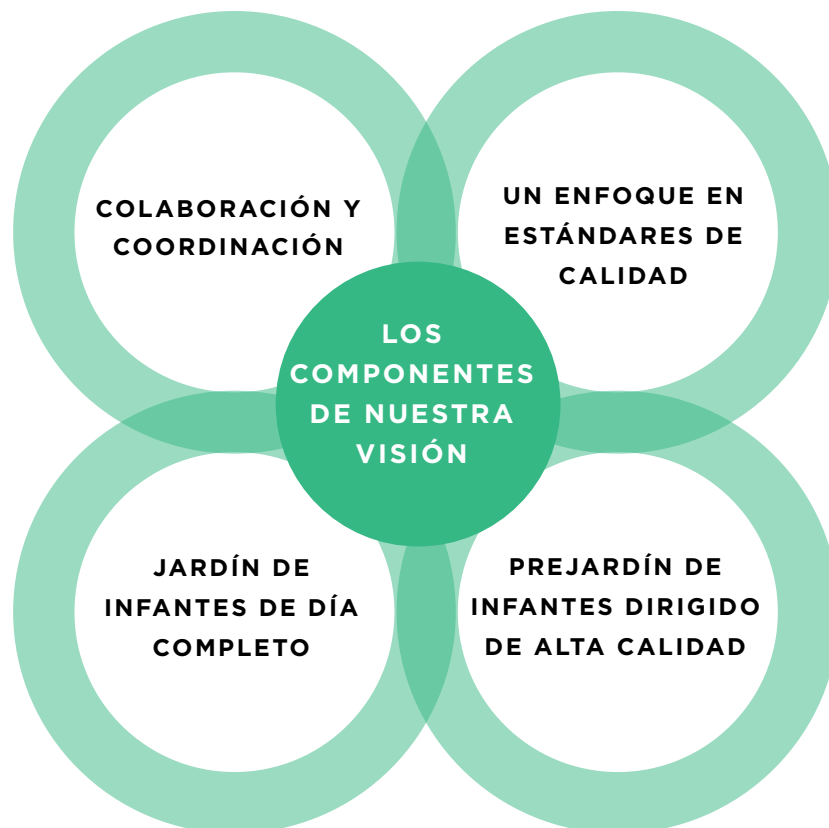 COLABORACIÓN Y
COORDINACIÓN
UN ENFOQUE EN
ESTÁNDARES DE
CALIDAD
LOS
COMPONENTES
DE NUESTRA
VISIÓN
JARDÍN DE
INFANTES DE DÍA
COMPLETO
PREJARDÍN DE
INFANTES DIRIGIDO
DE ALTA CALIDAD